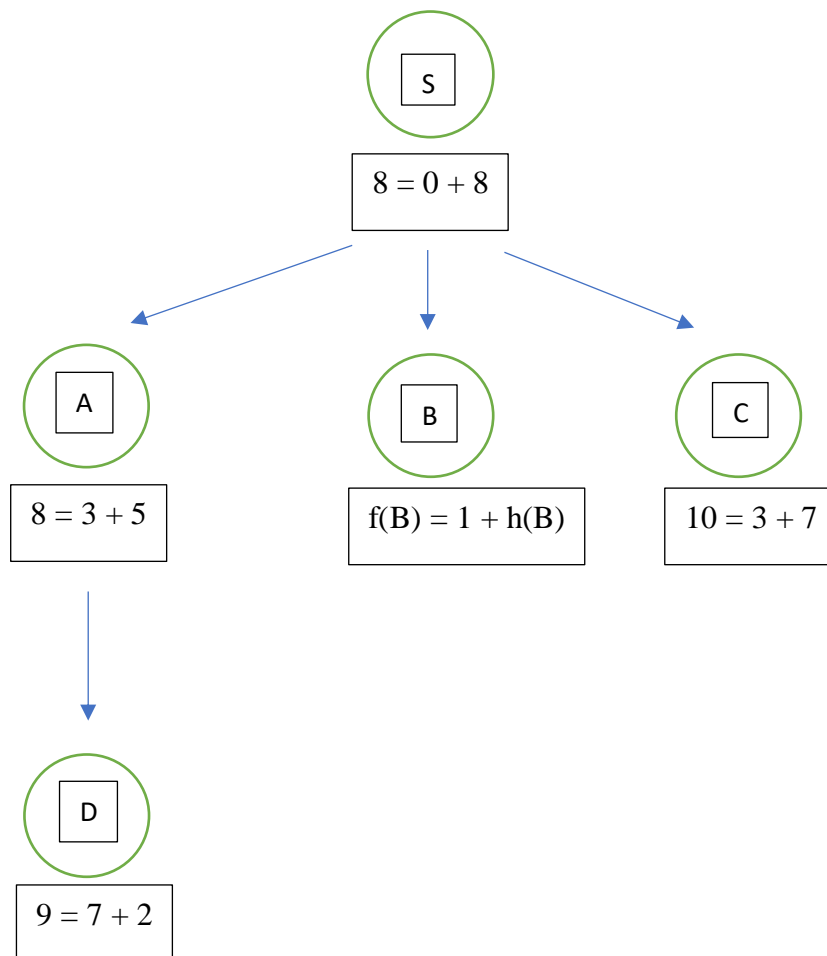 S
8 = 0 + 8
A
B
C
8 = 3 + 5
f(B) = 1 + h(B)
10 = 3 + 7
D
9 = 7 + 2